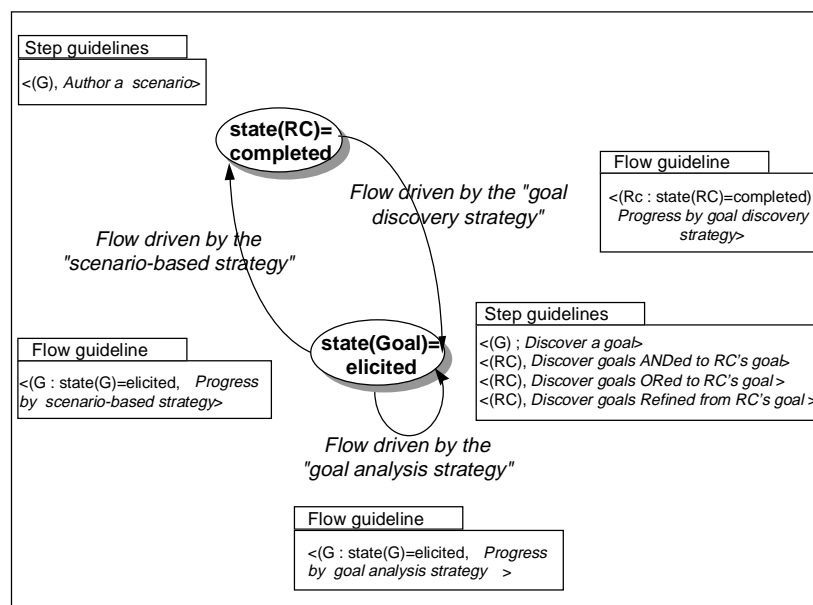 Step guidelines
<(G), Author a scenario>
state(RC)=
completed
Flow driven by the "goal
discovery strategy"
Flow guideline
<(Rc : state(RC)=completed)
Progress by goal discovery
strategy>
Flow driven by the
"scenario-based strategy"
Flow guideline
<(G : state(G)=elicited, Progress
by scenario-based strategy>
state(Goal)=
elicited
Step guidelines
<(G) ; Discover a goal>
<(RC), Discover goals ANDed to RC's goal>
<(RC), Discover goals ORed to RC's goal >
<(RC), Discover goals Refined from RC's goal >
Flow driven by the
"goal analysis strategy"
Flow guideline
<(G : state(G)=elicited, Progress
by goal analysis strategy >